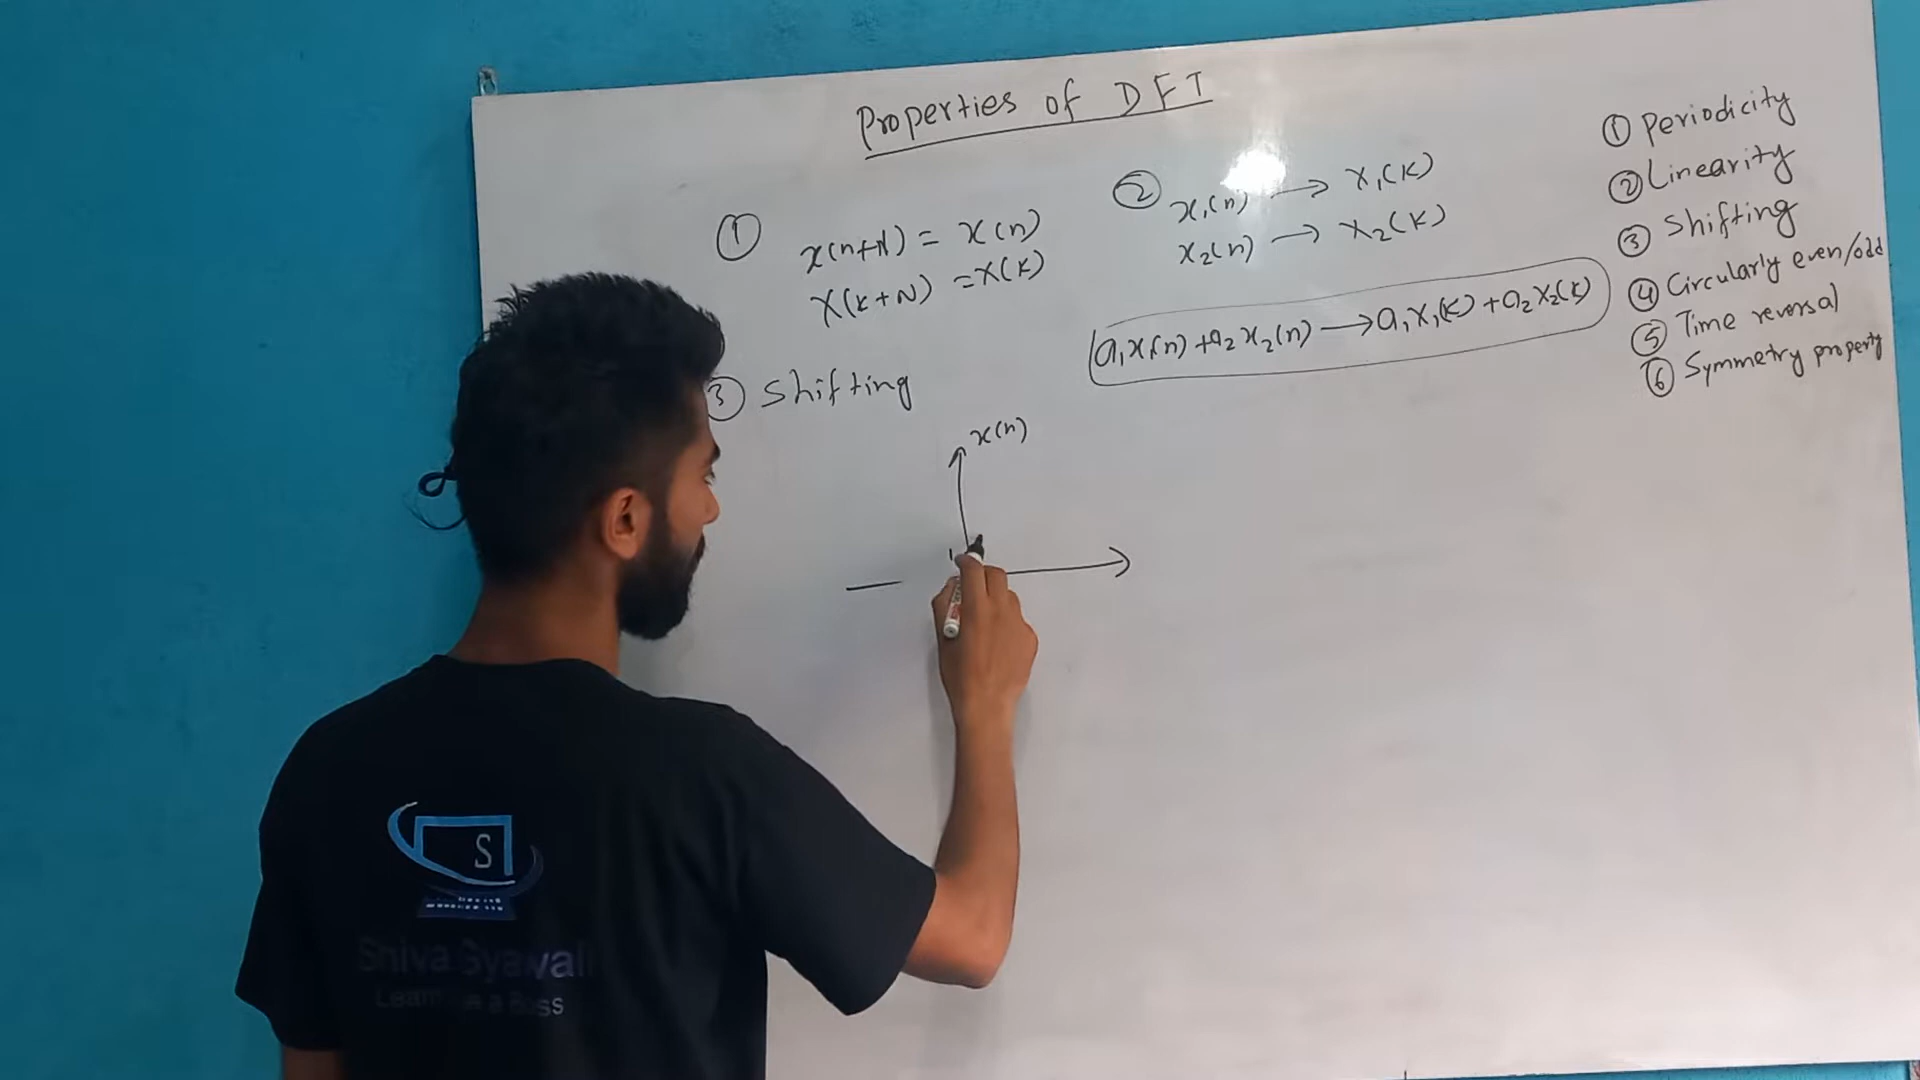 Properties of DFT
① x(n+N) = x(n)
X(k+N) = X(k)
② x₁(n) → X₁(k)
x₂(n) → X₂(k)
a₁x₁(n) + a₂x₂(n) → a₁X₁(k) + a₂X₂(k)
③ Shifting
x(n)
① Periodicity
② Linearity
③ Shifting
④ Circularly even/odd
⑤ Time reversal
⑥ Symmetry property
S
Shiva Gyawali